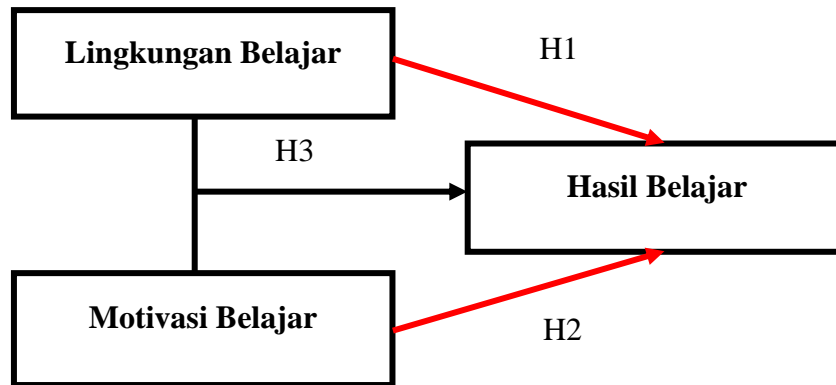 Lingkungan Belajar
H1
H3
Hasil Belajar
Motivasi Belajar
H2